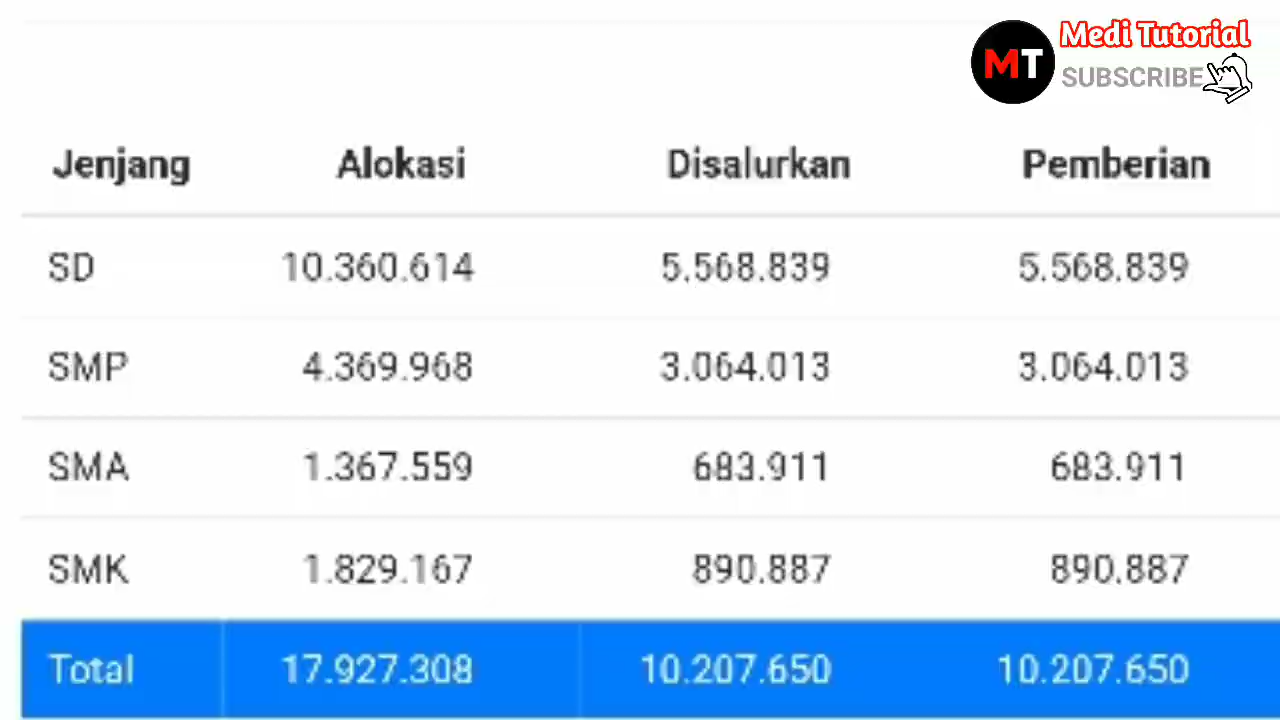 MT
Medi Tutorial
SUBSCRIBE
Jenjang Alokasi Disalurkan Pemberian
SD 10.360.614 5.568.839 5.568.839
SMP 4.369.968 3.064.013 3.064.013
SMA 1.367.559 683.911 683.911
SMK 1.829.167 890.887 890.887
Total 17.927.308 10.207.650 10.207.650